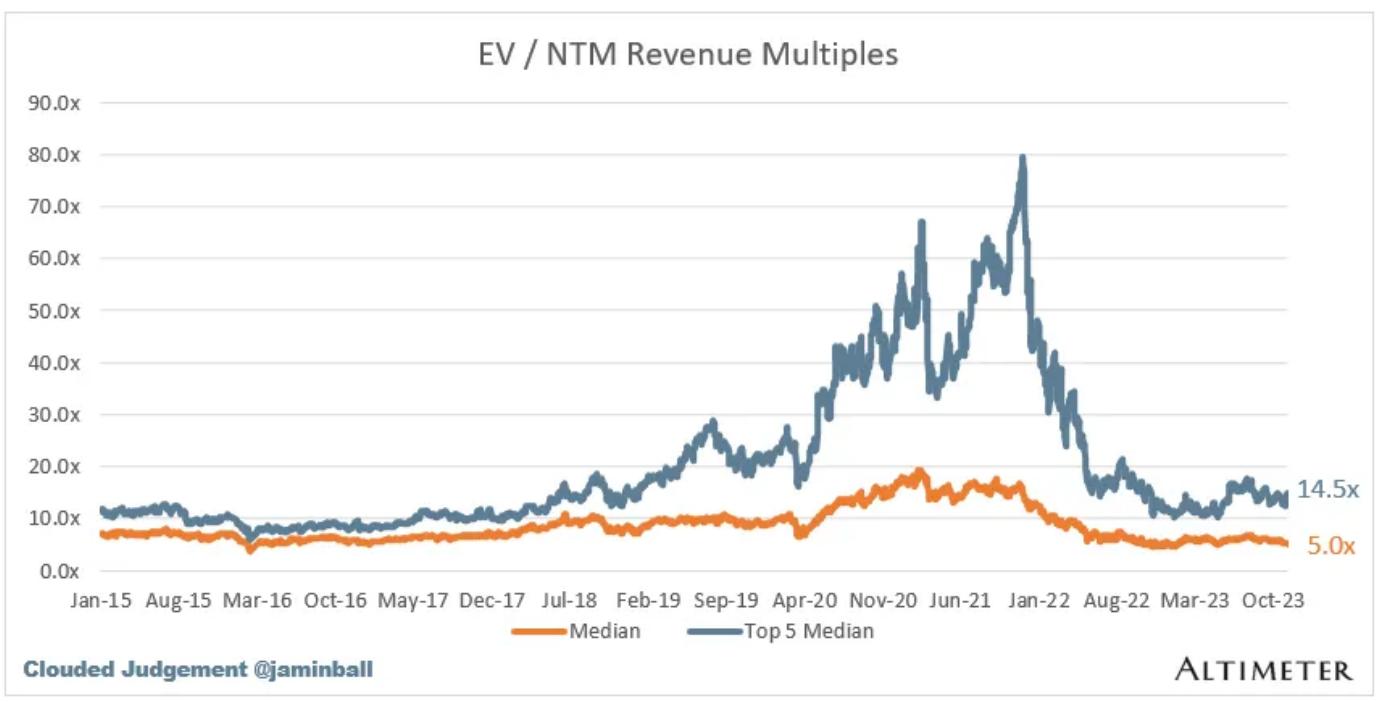 EV / NTM Revenue Multiples
90.0x
80.0x
70.0x
60.0x
50.0x
40.0x
30.0x
20.0x
10.0x
0.0x
14.5x
5.0x
Jan-15 Aug-15 Mar-16 Oct-16 May-17 Dec-17 Jul-18 Feb-19 Sep-19 Apr-20 Nov-20 Jun-21 Jan-22 Aug-22 Mar-23 Oct-23
Median Top 5 Median
Clouded Judgement @jaminball ALTIMETER